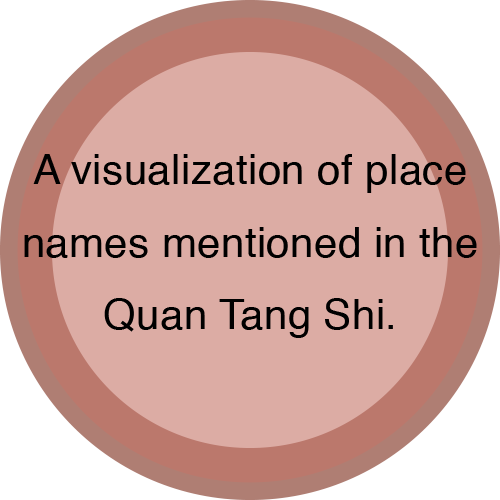 A visualization of place
names mentioned in the
Quan Tang Shi.